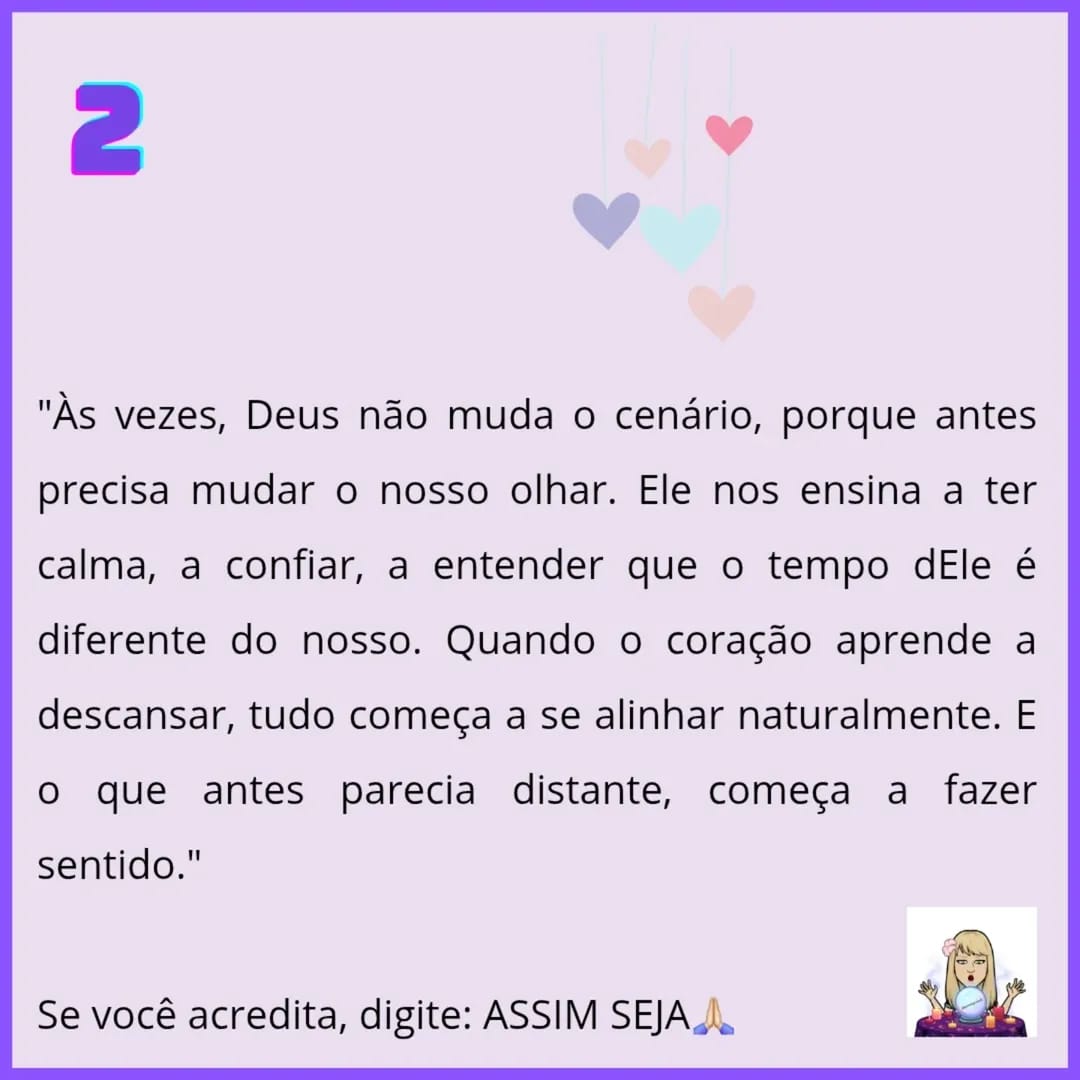 2
"Às vezes, Deus não muda o cenário, porque antes
precisa mudar o nosso olhar. Ele nos ensina a ter
calma, a confiar, a entender que o tempo dEle é
diferente do nosso. Quando o coração aprende a
descansar, tudo começa a se alinhar naturalmente. E
o que antes parecia distante, começa a fazer
sentido."
Se você acredita, digite: ASSIM SEJA🙏🏼